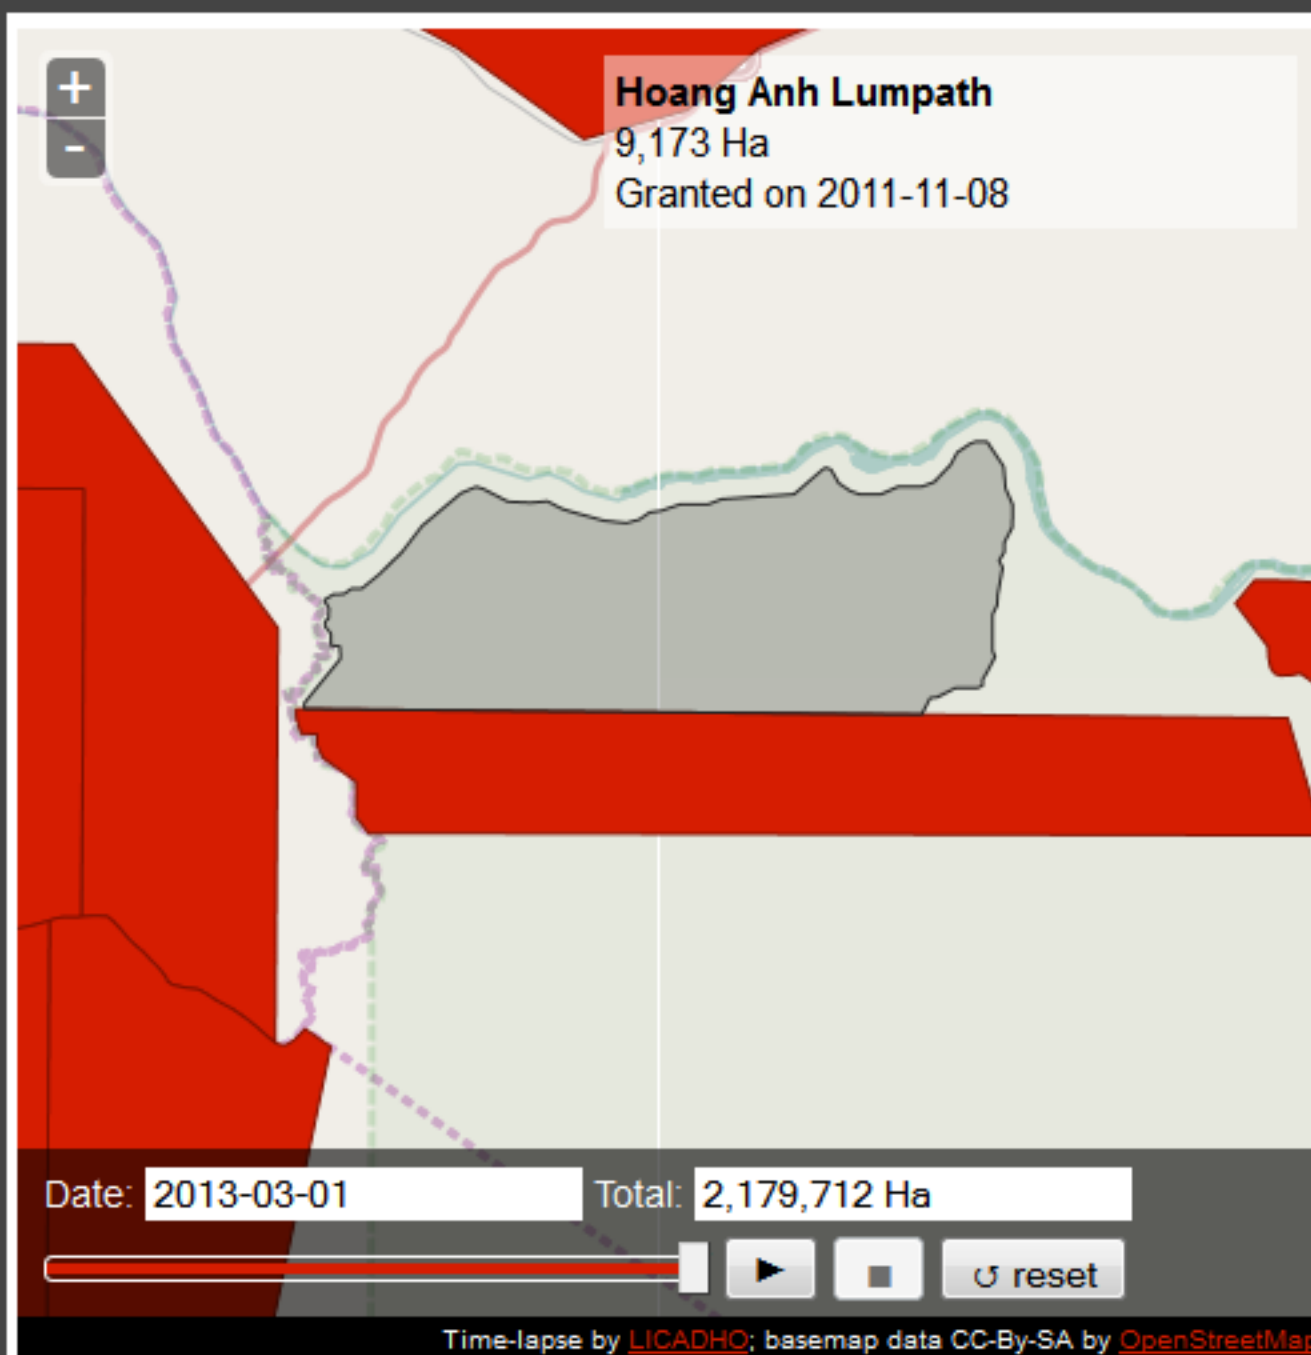 +
-
Hoang Anh Lumpath
9,173 Ha
Granted on 2011-11-08
Date: 2013-03-01 Total: 2,179,712 Ha
↺ reset
Time-lapse by LICADHO; basemap data CC-By-SA by OpenStreetMap